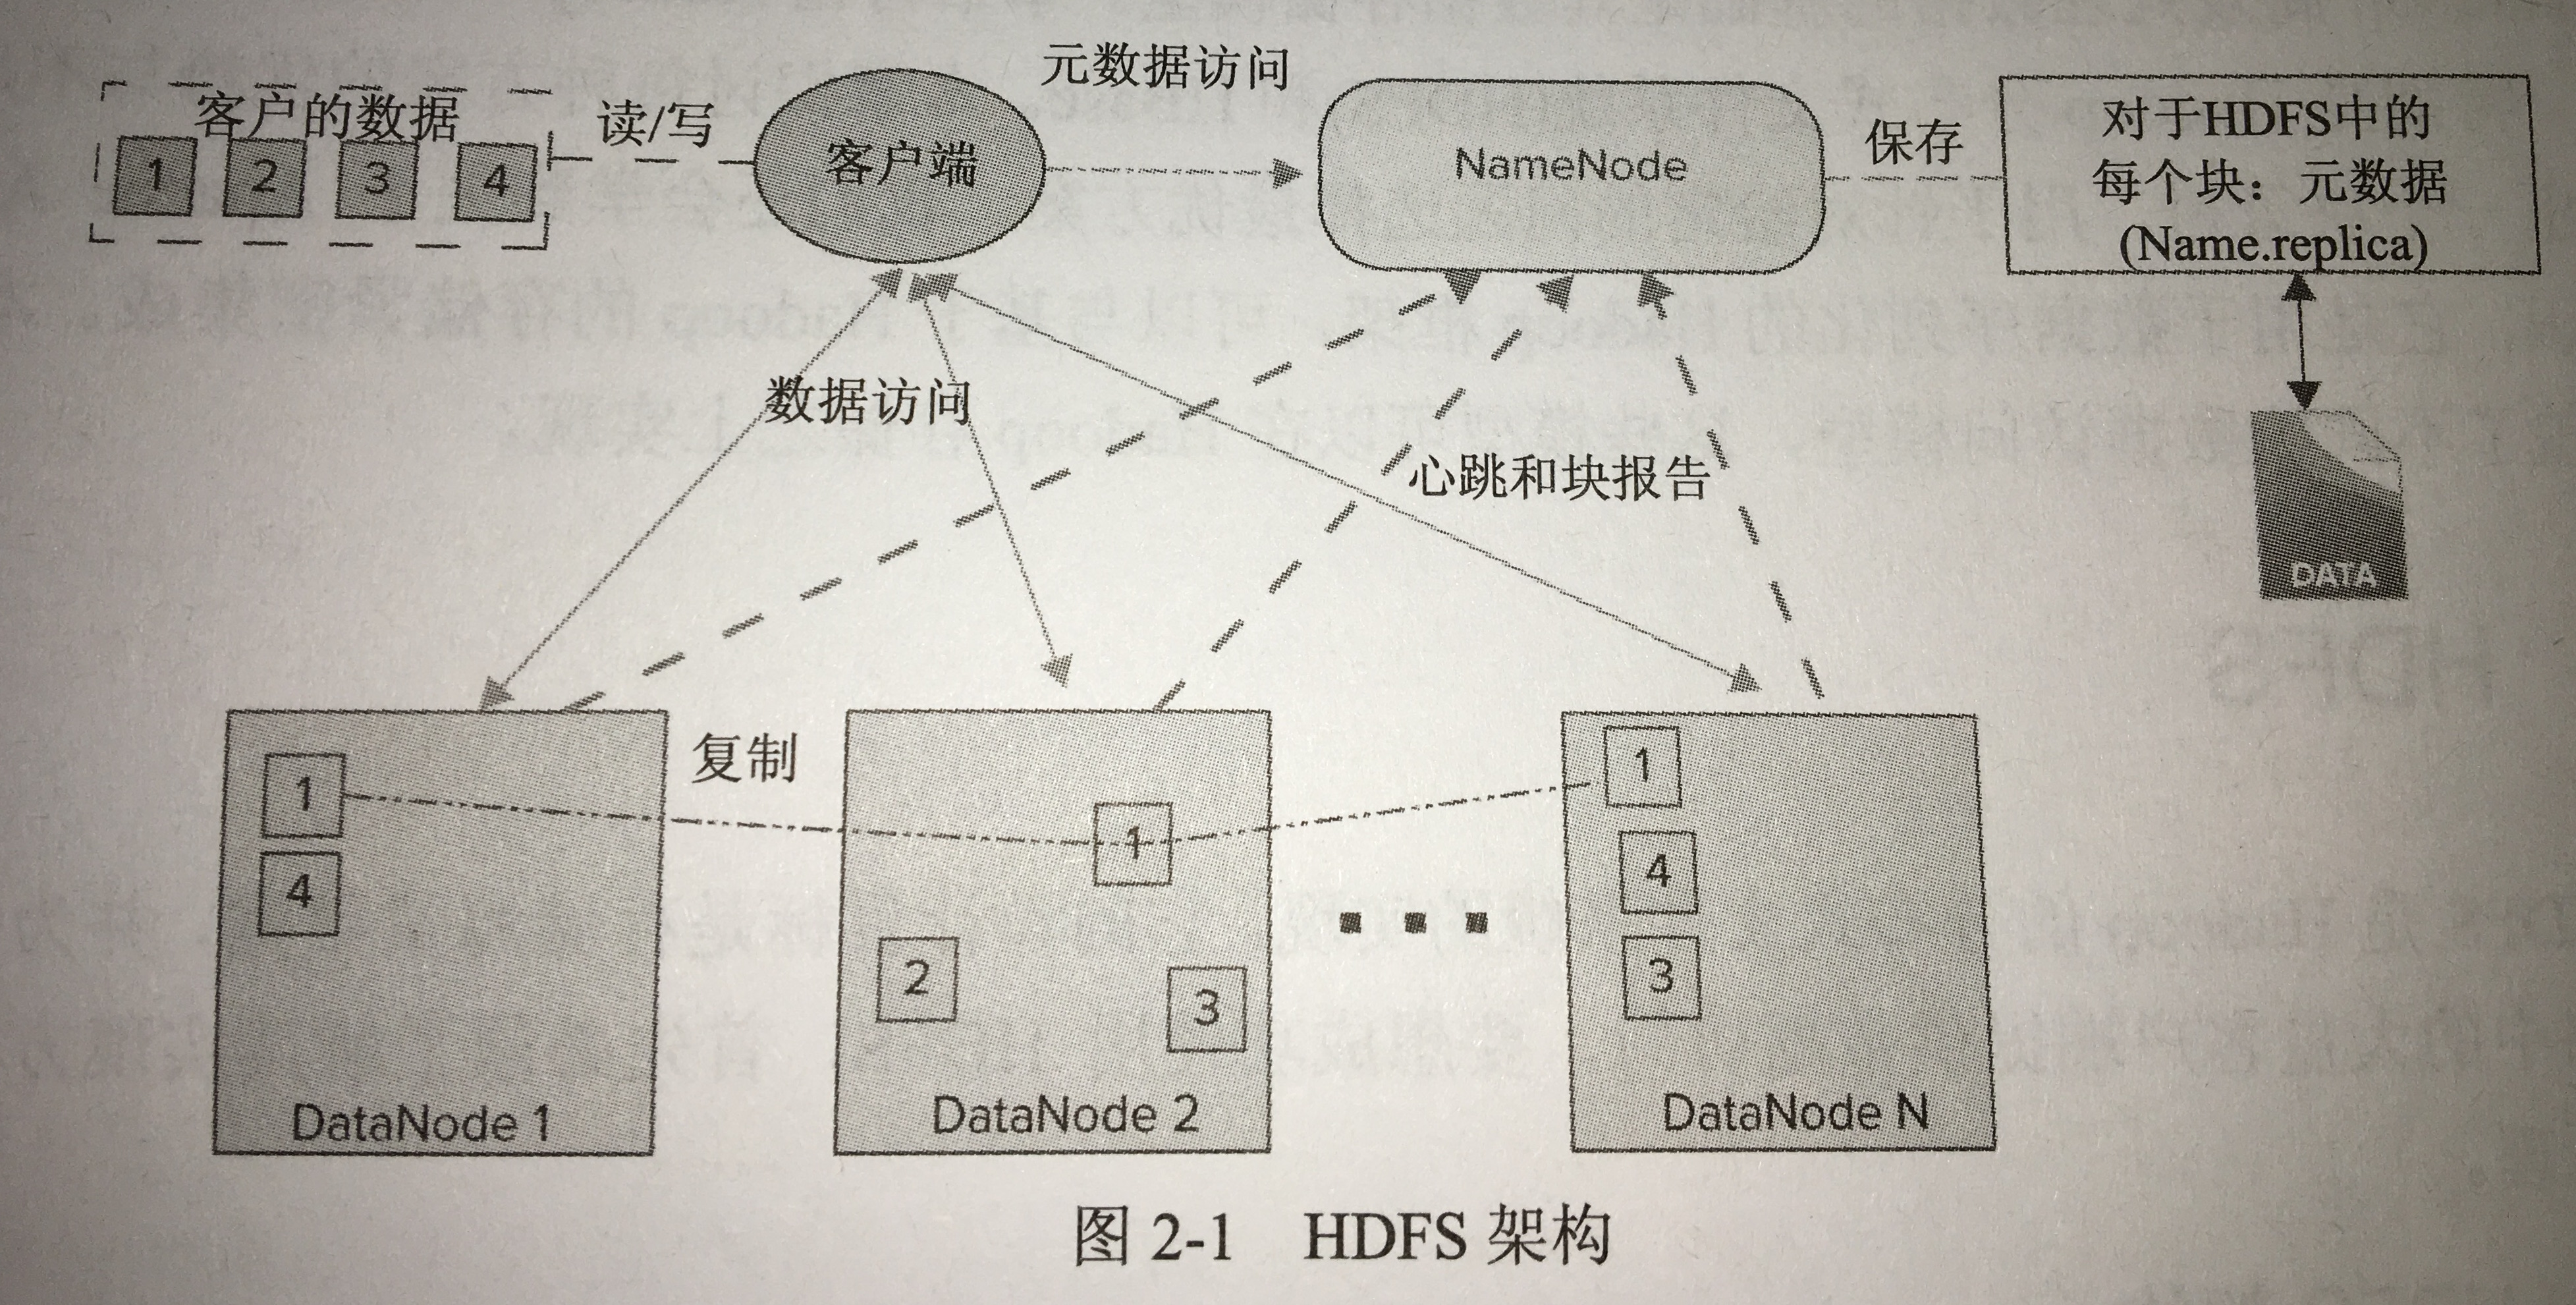 元数据访问
客户的数据
1 2 3 4
读/写
客户端
NameNode
保存
对于HDFS中的
每个块：元数据
(Name.replica)
DATA
数据访问
心跳和块报告
复制
1
4
DataNode 1
1
2
3
DataNode 2
1
4
3
DataNode N
图 2-1 HDFS 架构